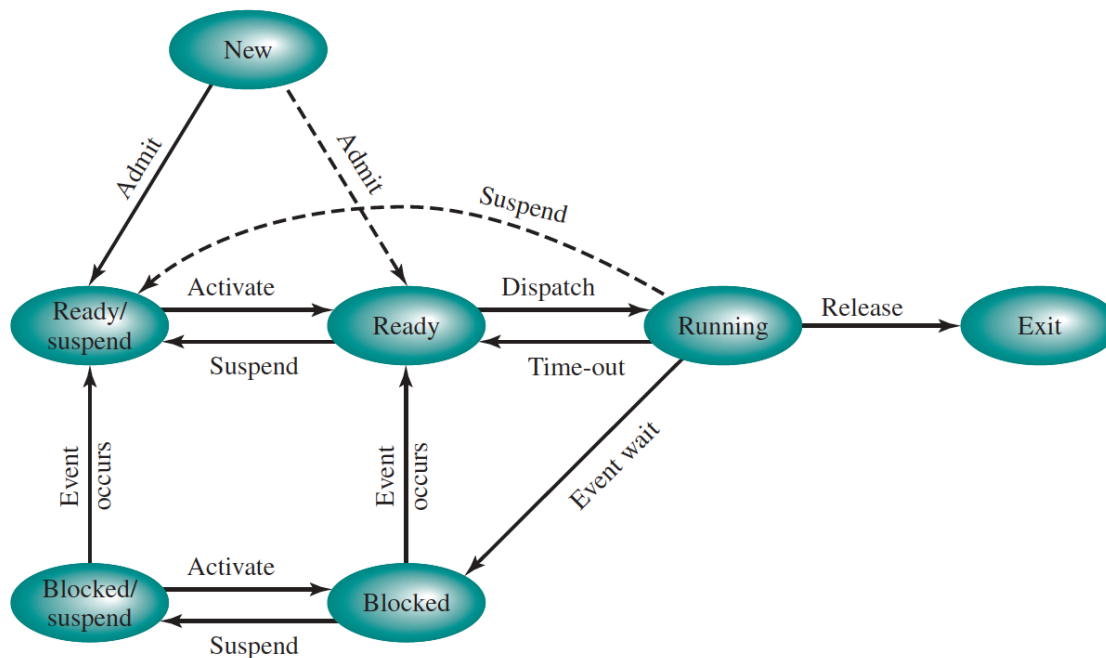 New
Admit
Admit
Suspend
Ready/
suspend
Activate
Ready
Dispatch
Running
Release
Exit
Suspend
Time-out
Event
occurs
Event
occurs
Event wait
Blocked/
suspend
Activate
Blocked
Suspend